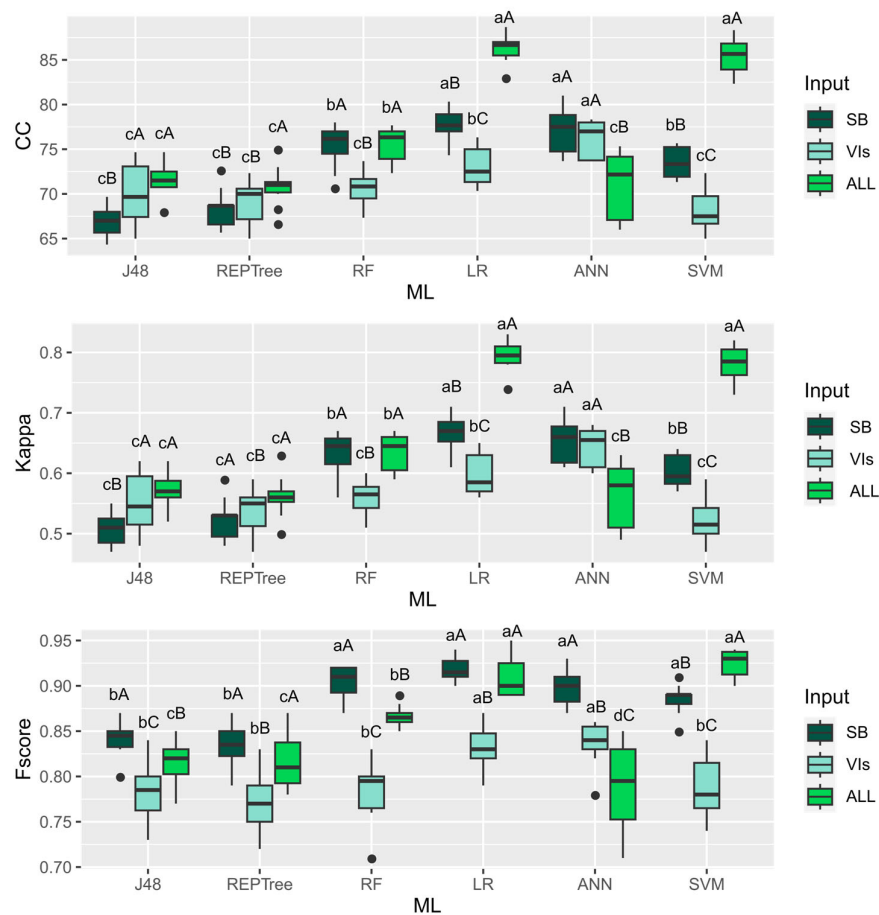 aA aA
85
aA
aB aA
80
bA bA
cA cA cA bC bB
75
cB cB cB cC
cB cB
70
65
CC
J48 REPTree RF LR ANN SVM
ML
Input
SB
VIs
ALL
aA aA
0.8
aB aA aA
0.7
bA bA bC bB
cA cA cB cA cB cC
0.6
cB cA cB
0.5
Kappa
J48 REPTree RF LR ANN SVM
ML
Input
SB
VIs
ALL
0.95
aA aA aA aA aA
aB
0.90
bA bA cA bB aB aB
bC cB bB bC dC bC
0.85
0.80
0.75
0.70
Fscore
J48 REPTree RF LR ANN SVM
ML
Input
SB
VIs
ALL